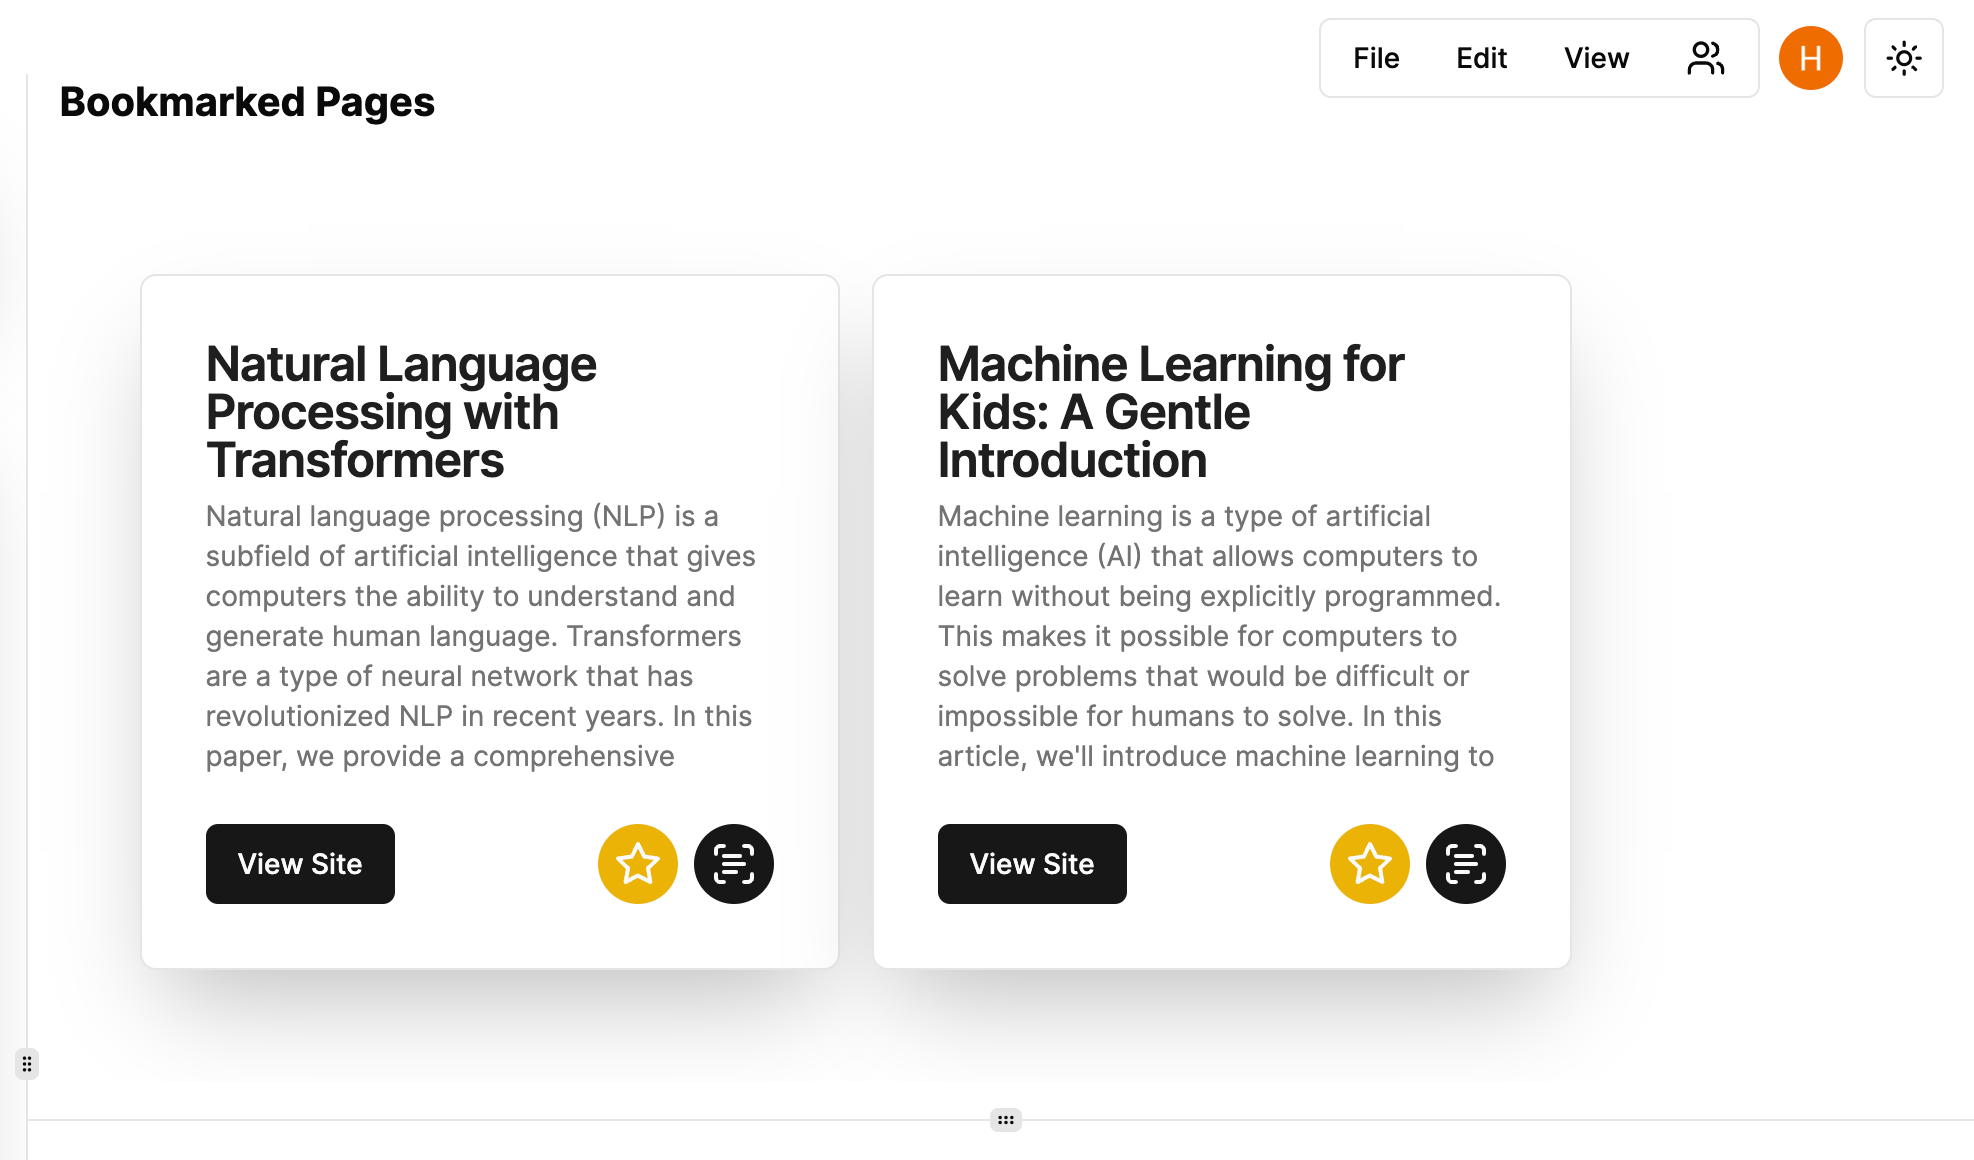 File Edit View
H
Bookmarked Pages
Natural Language
Processing with
Transformers
Natural language processing (NLP) is a
subfield of artificial intelligence that gives
computers the ability to understand and
generate human language. Transformers
are a type of neural network that has
revolutionized NLP in recent years. In this
paper, we provide a comprehensive
View Site
Machine Learning for
Kids: A Gentle
Introduction
Machine learning is a type of artificial
intelligence (AI) that allows computers to
learn without being explicitly programmed.
This makes it possible for computers to
solve problems that would be difficult or
impossible for humans to solve. In this
article, we'll introduce machine learning to
View Site